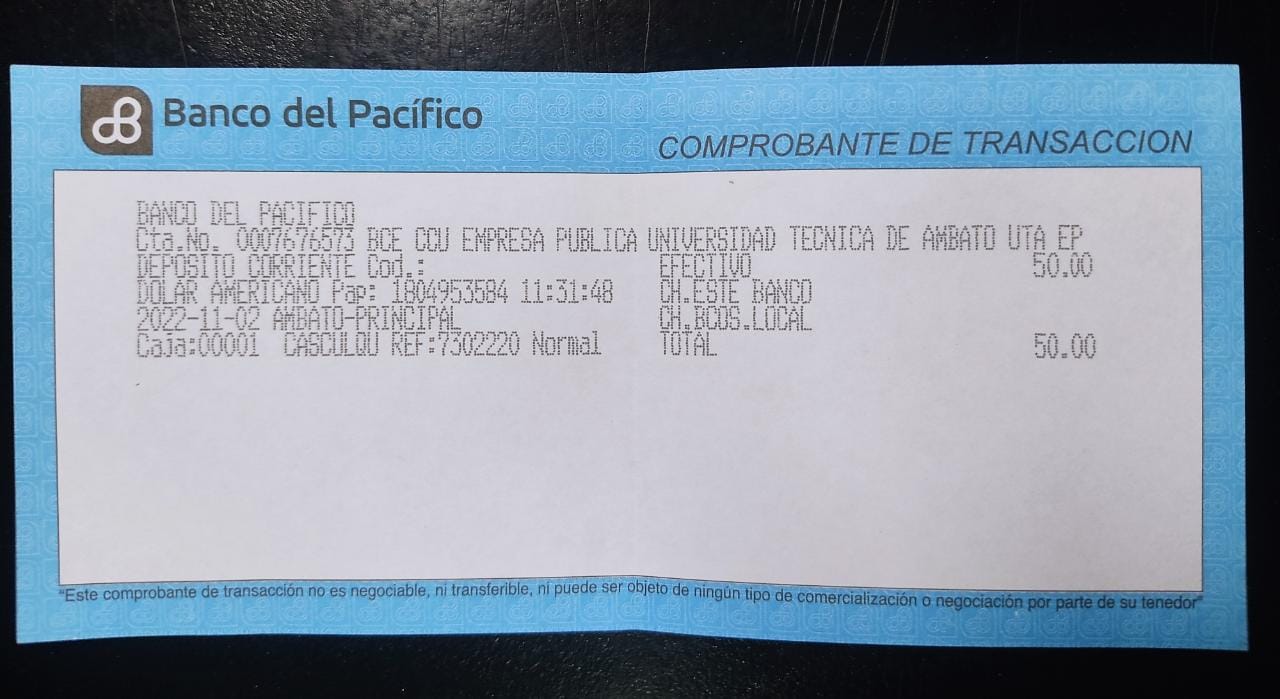 Banco del Pacífico
COMPROBANTE DE TRANSACCION
BANCO DEL PACIFICO
Cta.No. 0007676573 BCE CCU EMPRESA PUBLICA UNIVERSIDAD TECNICA DE AMBATO UTA EP
DEPOSITO CORRIENTE Cod.: EFECTIVO 50.00
DOLAR AMERICANO Pap: 1804953584 11:31:48 CH.ESTE BANCO
2022-11-02 AMBATO-PRINCIPAL CH.BCOS.LOCAL
Caja:00001 CASCULQU REF:7302220 Normal TOTAL 50.00
"Este comprobante de transacción no es negociable, ni transferible, ni puede ser objeto de ningún tipo de comercialización o negociación por parte de su tenedor"